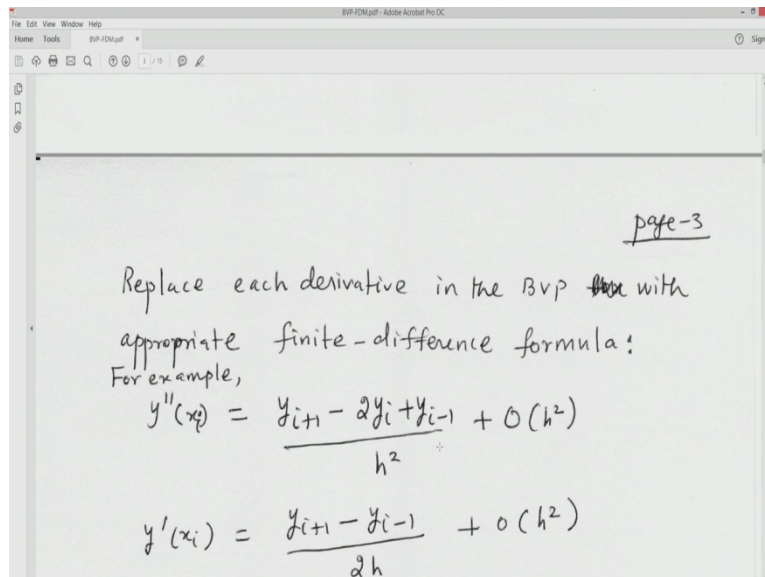 BVP-FDM.pdf - Adobe Acrobat Pro DC
File Edit View Window Help
Home Tools BVP-FDM.pdf × Sign
3 / 15
page-3
Replace each derivative in the BVP with
appropriate finite-difference formula:
For example,
y''(xi) = yi+1 - 2yi + yi-1 / h² + O(h²)
y'(xi) = yi+1 - yi-1 / 2h + O(h²)